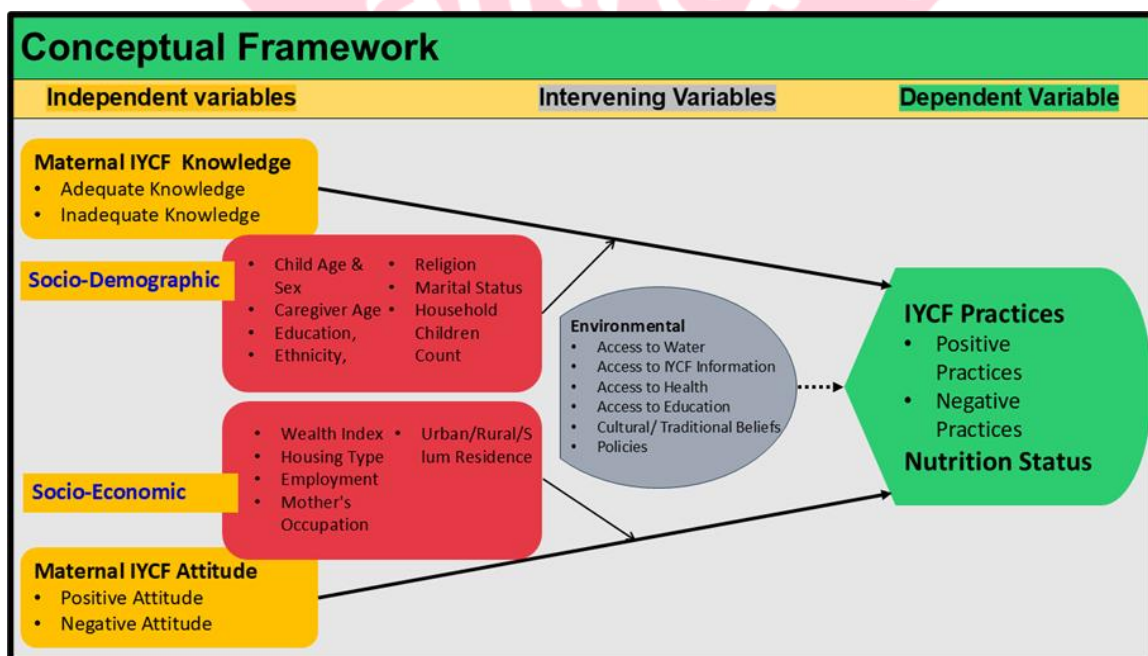 Conceptual Framework
Independent variables
Intervening Variables
Dependent Variable
Maternal IYCF Knowledge
• Adequate Knowledge
• Inadequate Knowledge
Socio-Demographic
• Child Age &
Sex
• Caregiver Age
• Education,
• Ethnicity,
• Religion
• Marital Status
• Household
Children
Count
Environmental
• Access to Water
• Access to IYCF Information
• Access to Health
• Access to Education
• Cultural/ Traditional Beliefs
• Policies
IYCF Practices
• Positive
Practices
• Negative
Practices
Nutrition Status
Socio-Economic
• Wealth Index
• Housing Type
• Employment
• Mother's
Occupation
• Urban/Rural/S
lum Residence
Maternal IYCF Attitude
• Positive Attitude
• Negative Attitude